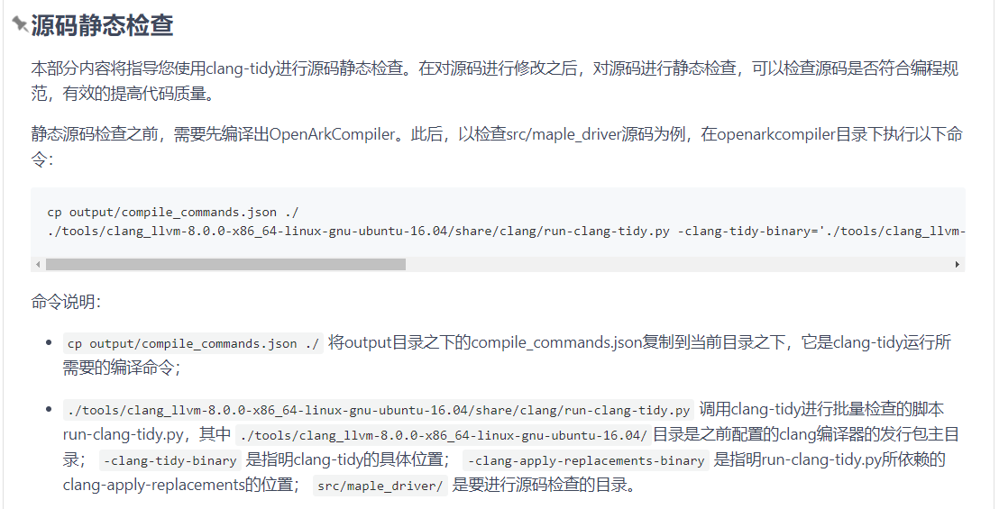 源码静态检查
本部分内容将指导您使用clang-tidy进行源码静态检查。在对源码进行修改之后，对源码进行静态检查，可以检查源码是否符合编程规
范，有效的提高代码质量。
静态源码检查之前，需要先编译出OpenArkCompiler。此后，以检查src/maple_driver源码为例，在openarkcompiler目录下执行以下命
令：
cp output/compile_commands.json ./
./tools/clang_llvm-8.0.0-x86_64-linux-gnu-ubuntu-16.04/share/clang/run-clang-tidy.py -clang-tidy-binary='./tools/clang_llvm-
命令说明：
cp output/compile_commands.json ./ 将output目录之下的compile_commands.json复制到当前目录之下，它是clang-tidy运行所
需要的编译命令；
./tools/clang_llvm-8.0.0-x86_64-linux-gnu-ubuntu-16.04/share/clang/run-clang-tidy.py 调用clang-tidy进行批量检查的脚本
run-clang-tidy.py，其中 ./tools/clang_llvm-8.0.0-x86_64-linux-gnu-ubuntu-16.04/ 目录是之前配置的clang编译器的发行包主目
录； -clang-tidy-binary 是指明clang-tidy的具体位置； -clang-apply-replacements-binary 是指明run-clang-tidy.py所依赖的
clang-apply-replacements的位置； src/maple_driver/ 是要进行源码检查的目录。